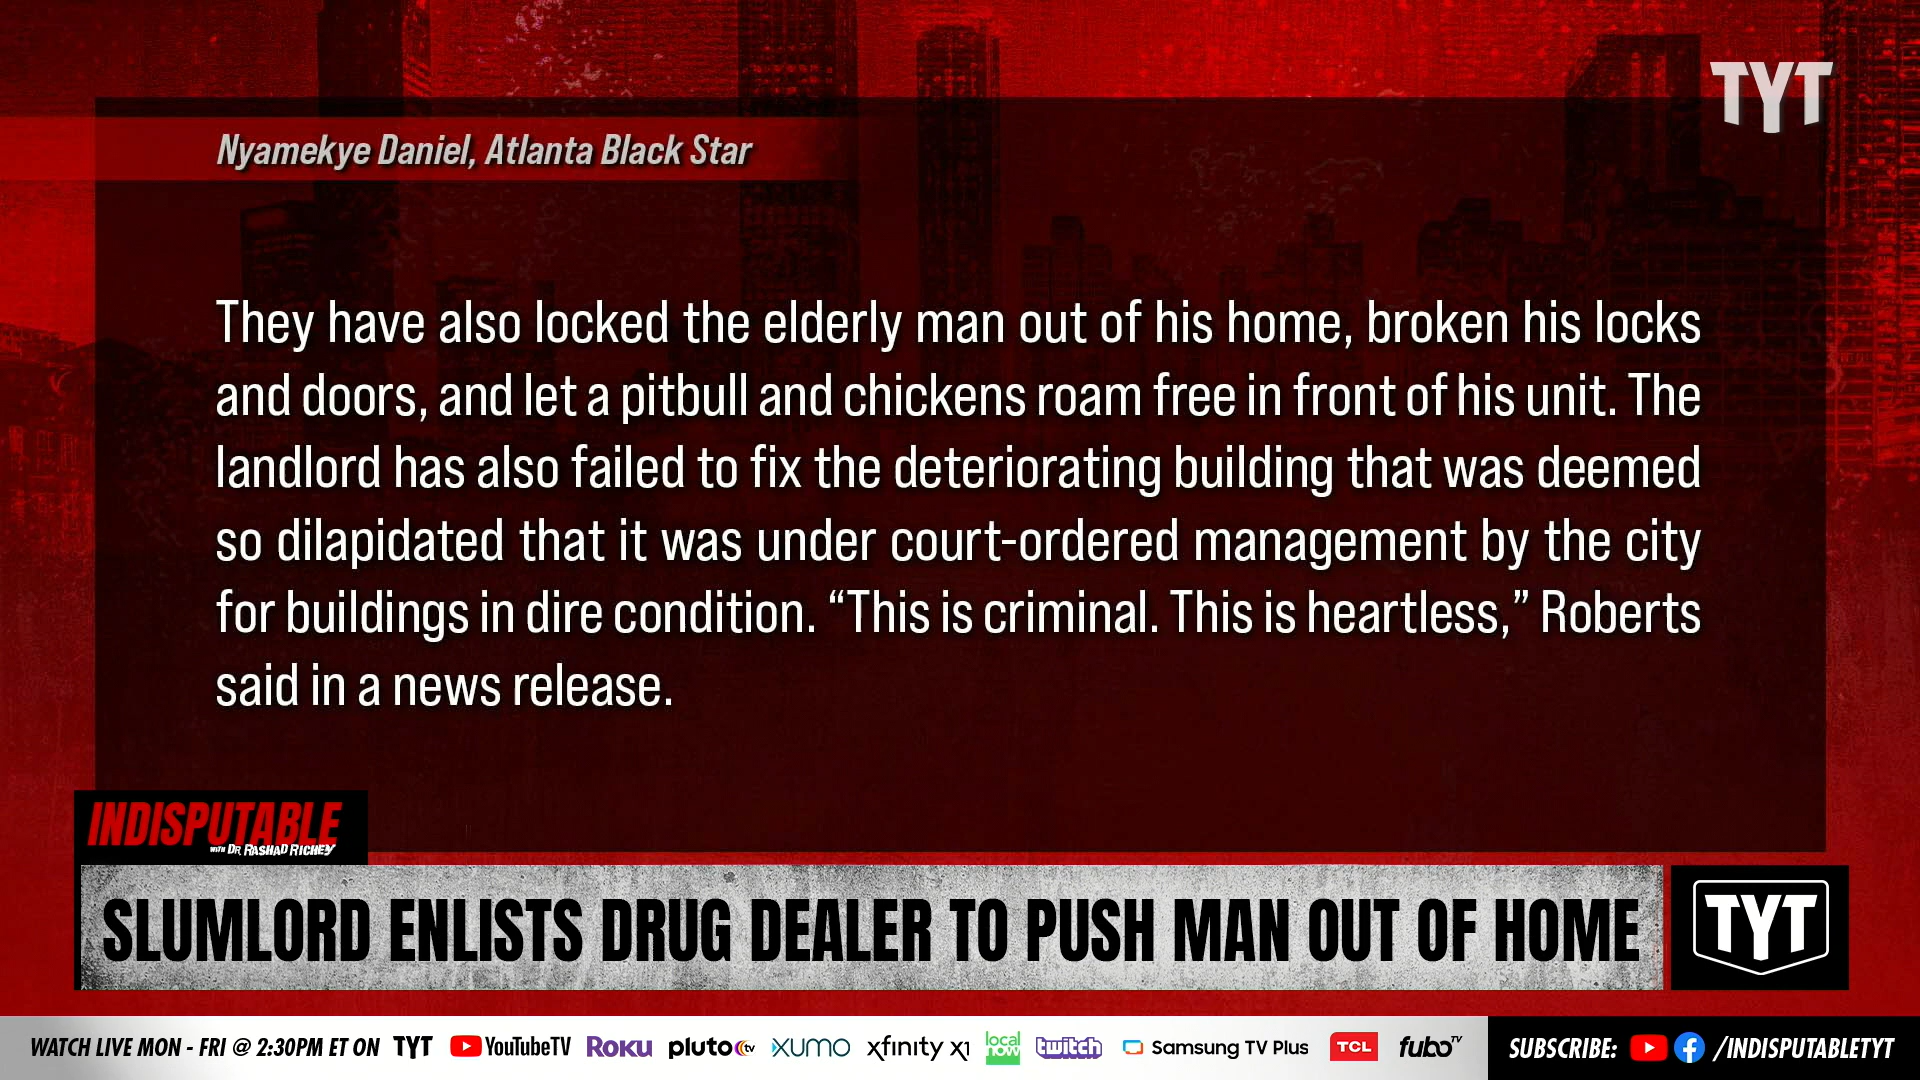 TYT
Nyamekye Daniel, Atlanta Black Star
They have also locked the elderly man out of his home, broken his locks
and doors, and let a pitbull and chickens roam free in front of his unit. The
landlord has also failed to fix the deteriorating building that was deemed
so dilapidated that it was under court-ordered management by the city
for buildings in dire condition. “This is criminal. This is heartless,” Roberts
said in a news release.
INDISPUTABLE
WITH DR RASHAD RICHEY
SLUMLORD ENLISTS DRUG DEALER TO PUSH MAN OUT OF HOME
TYT
WATCH LIVE MON - FRI @ 2:30PM ET ON TYT YouTubeTV ROKU pluto tv XUMO xfinity X1 local now twitch Samsung TV Plus TCL fubo TV SUBSCRIBE: /INDISPUTABLETYT